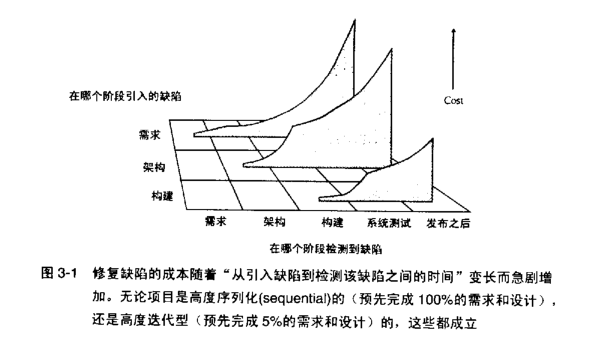 在哪个阶段引入的缺陷
Cost
需求
架构
构建
需求 架构 构建 系统测试 发布之后
在哪个阶段检测到缺陷
图 3-1 修复缺陷的成本随着“从引入缺陷到检测该缺陷之间的时间”变长而急剧增
加。无论项目是高度序列化(sequential)的（预先完成 100%的需求和设计），
还是高度迭代型（预先完成 5%的需求和设计）的，这些都成立